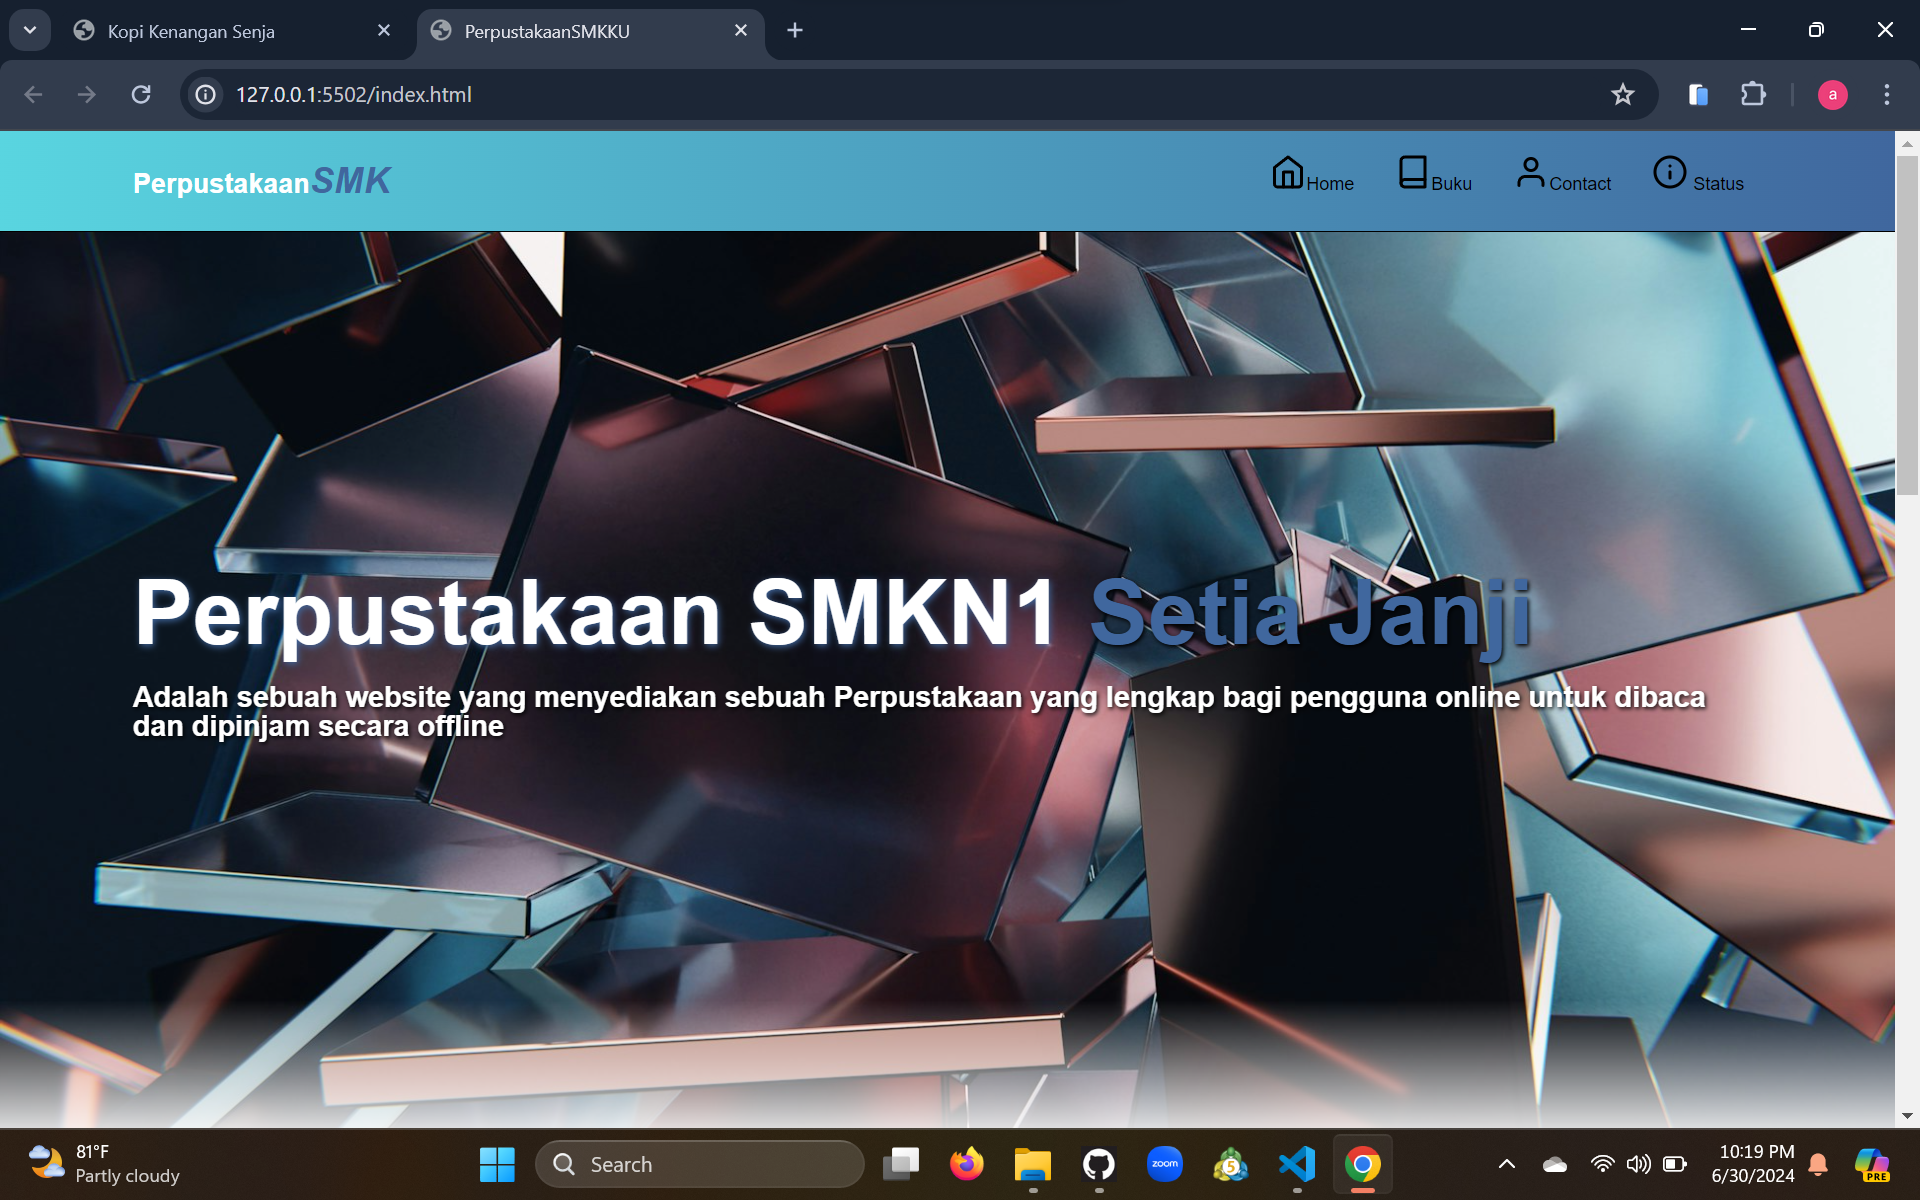 Kopi Kenangan Senja
PerpustakaanSMKKU
127.0.0.1:5502/index.html
a
PerpustakaanSMK
Home
Buku
Contact
Status
Perpustakaan SMKN1 Setia Janji
Adalah sebuah website yang menyediakan sebuah Perpustakaan yang lengkap bagi pengguna online untuk dibaca
dan dipinjam secara offline
81°F
Partly cloudy
Search
zoom
5
10:19 PM
6/30/2024
PRE